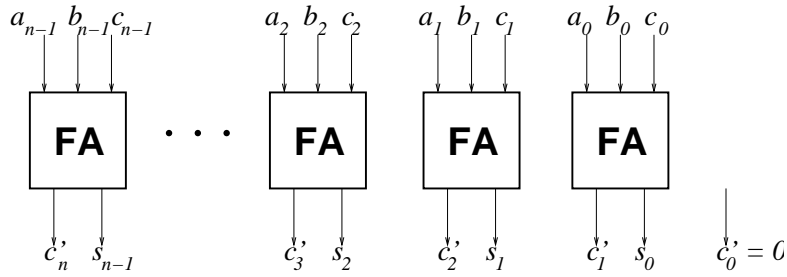 a_{n-1} b_{n-1} c_{n-1} a_2 b_2 c_2 a_1 b_1 c_1 a_0 b_0 c_0
FA . . . FA FA FA
c'_n s_{n-1} c'_3 s_2 c'_2 s_1 c'_1 s_0 c'_0 = 0